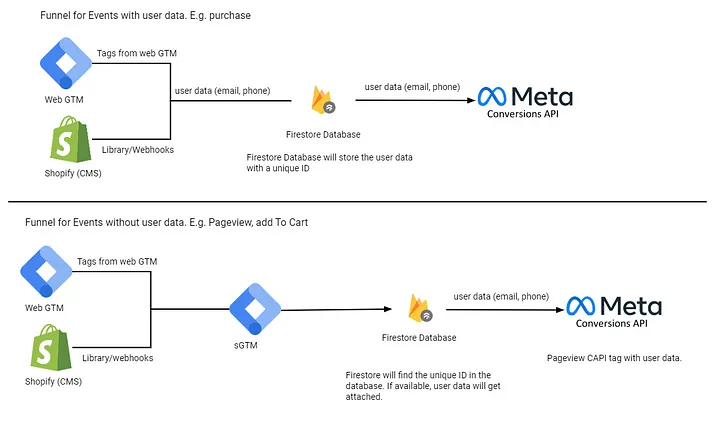 Funnel for Events with user data. E.g. purchase
Tags from web GTM
Web GTM
user data (email, phone)
user data (email, phone)
Meta
Conversions API
Firestore Database
Library/Webhooks
Shopify (CMS)
Firestore Database will store the user data
with a unique ID
Funnel for Events without user data. E.g. Pageview, add To Cart
Tags from web GTM
Web GTM
user data (email, phone)
Meta
Conversions API
sGTM
Firestore Database
Library/webhooks
Shopify (CMS)
Pageview CAPI tag with user data.
Firestore will find the unique ID in the
database. If available, user data will get
attached.